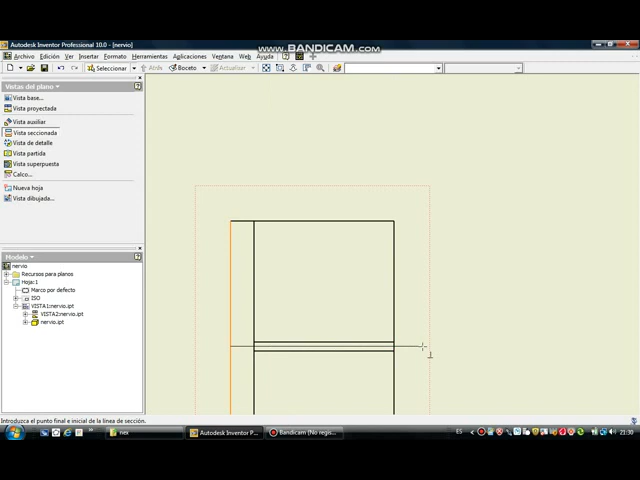 www.BANDICAM.com
Autodesk Inventor Professional 10.0 - [nervio]
Archivo Edición Ver Insertar Formato Herramientas Aplicaciones Ventana Web Ayuda
Seleccionar Atrás Boceto Actualizar
Vistas del plano
Vista base...
Vista proyectada
Vista auxiliar
Vista seccionada
Vista de detalle
Vista partida
Vista superpuesta
Calco...
Nueva hoja
Vista dibujada...
Modelo
nervio
Recursos para planos
Hoja:1
Marco por defecto
ISO
VISTA1:nervio.ipt
VISTA2:nervio.ipt
nervio.ipt
Introduzca el punto final e inicial de la línea de sección.
nex
Autodesk Inventor P...
Bandicam [No regis...
ES
21:30